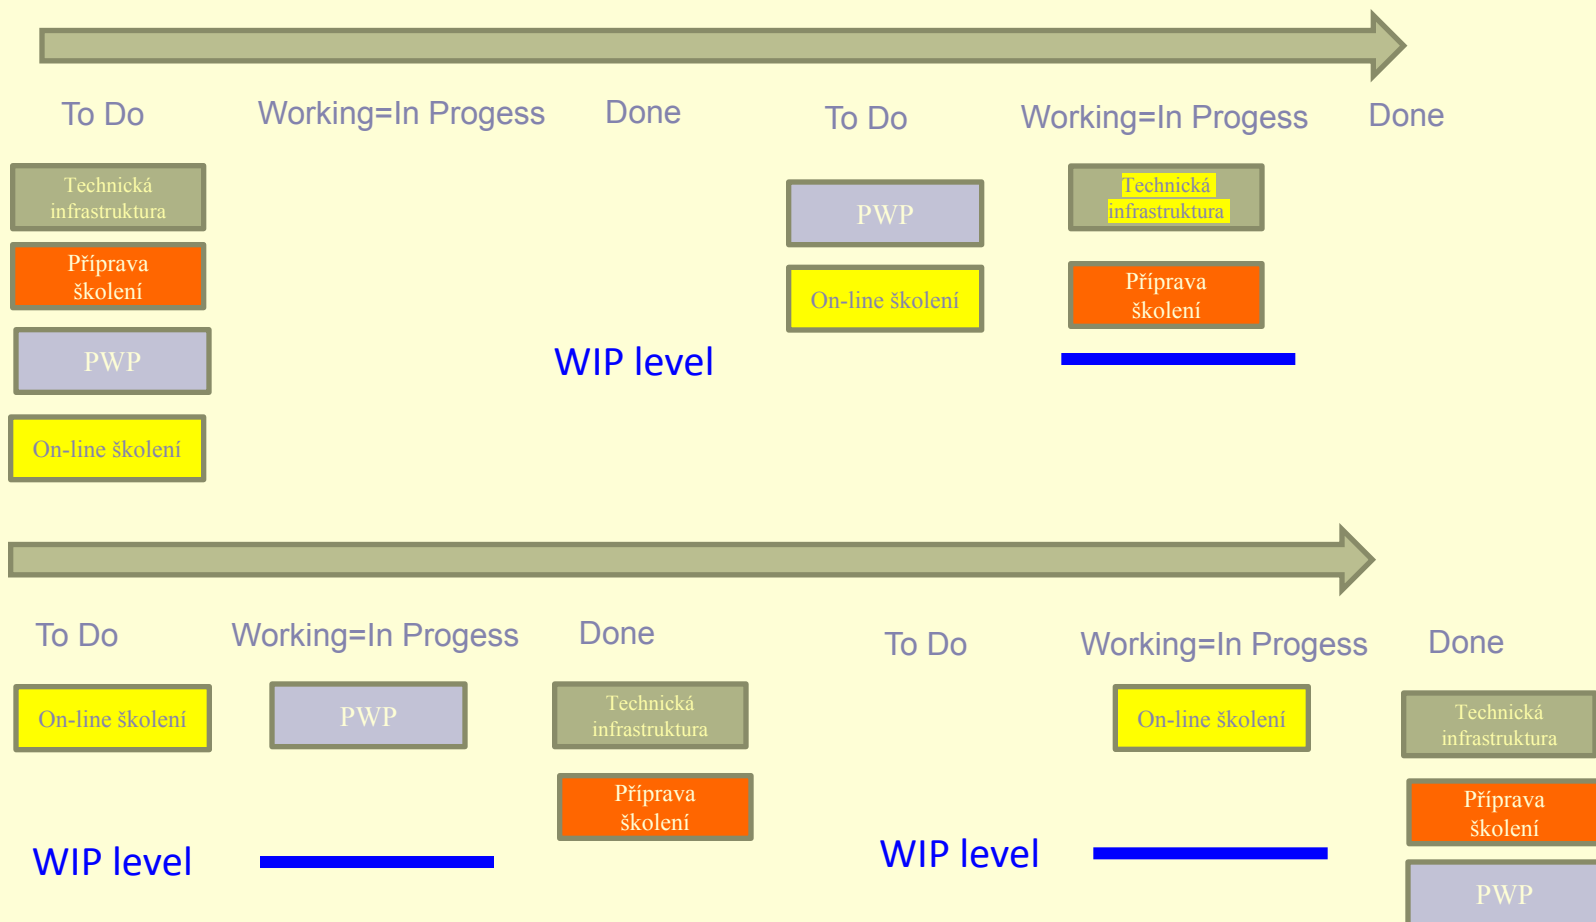 To Do
Working=In Progess
Done
Technická
infrastruktura
Příprava
školení
PWP
On-line školení
To Do
Working=In Progess
Done
PWP
On-line školení
Technická
infrastruktura
Příprava
školení
WIP level
To Do
Working=In Progess
Done
On-line školení
PWP
Technická
infrastruktura
Příprava
školení
WIP level
To Do
Working=In Progess
Done
On-line školení
Technická
infrastruktura
Příprava
školení
PWP
WIP level